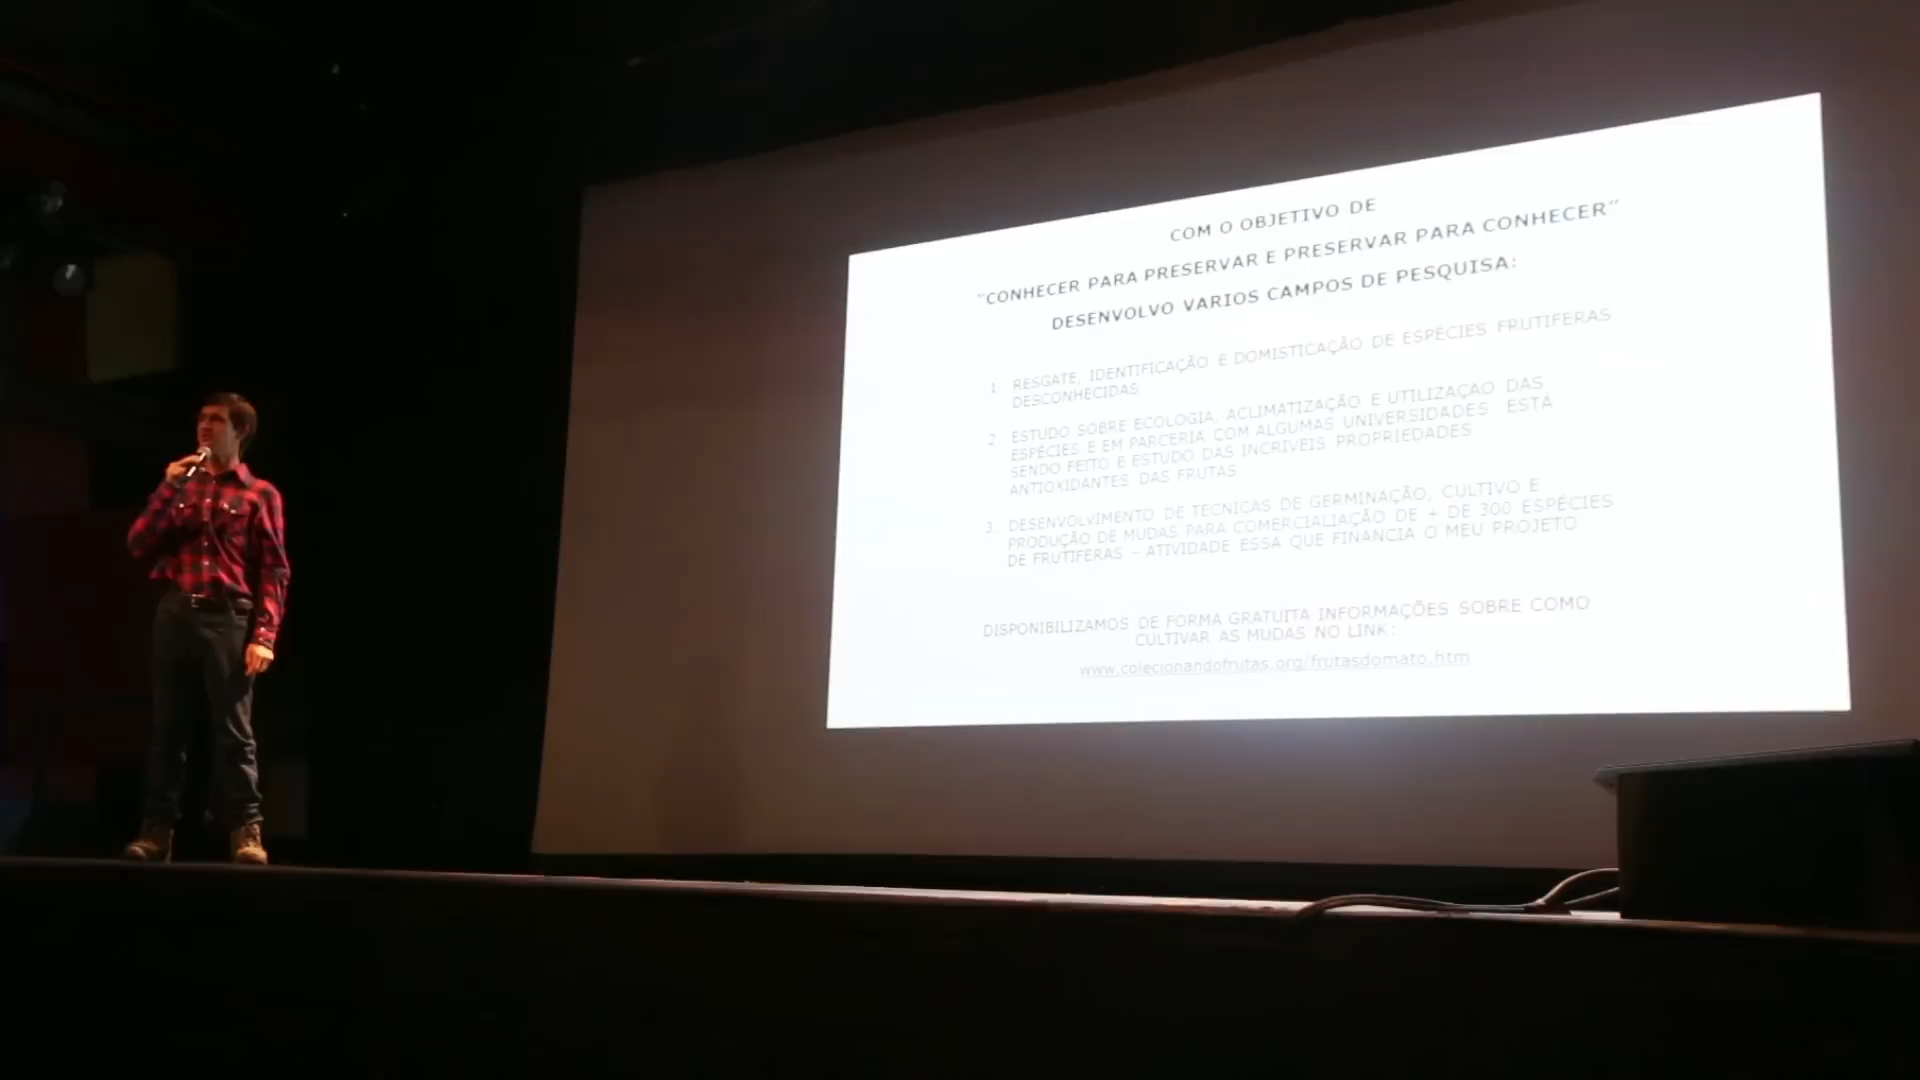 COM O OBJETIVO DE
"CONHECER PARA PRESERVAR E PRESERVAR PARA CONHECER"
DESENVOLVO VARIOS CAMPOS DE PESQUISA:
1. RESGATE, IDENTIFICAÇÃO E DOMISTICAÇÃO DE ESPÉCIES FRUTIFERAS
DESCONHECIDAS
2. ESTUDO SOBRE ECOLOGIA, ACLIMATIZAÇÃO E UTILIZAÇAO DAS
ESPÉCIES E EM PARCERIA COM ALGUMAS UNIVERSIDADES ESTÁ
SENDO FEITO E ESTUDO DAS INCRIVEIS PROPRIEDADES
ANTIOXIDANTES DAS FRUTAS
3. DESENVOLVIMENTO DE TECNICAS DE GERMINAÇÃO, CULTIVO E
PRODUÇÃO DE MUDAS PARA COMERCIALIAÇÃO DE + DE 300 ESPÉCIES
DE FRUTIFERAS – ATIVIDADE ESSA QUE FINANCIA O MEU PROJETO.
DISPONIBILIZAMOS DE FORMA GRATUITA INFORMAÇÕES SOBRE COMO
CULTIVAR AS MUDAS NO LINK:
www.colecionandofrutas.org/frutasdomato.htm